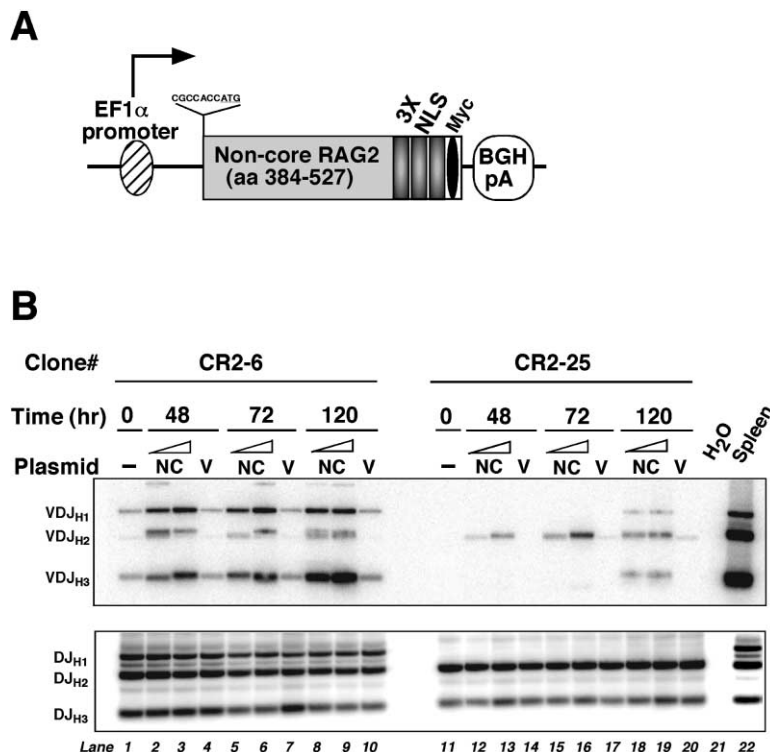 A
CGCCACCATG
EF1α promoter
3X NLS Myc
Non-core RAG2
(aa 384-527)
BGH
pA
B
Clone# CR2-6 CR2-25
Time (hr) 0 48 72 120 0 48 72 120 H2O Spleen
Plasmid – NC V NC V NC V – NC V NC V NC V
VDJH1
VDJH2
VDJH3
DJH1
DJH2
DJH3
Lane 1 2 3 4 5 6 7 8 9 10 11 12 13 14 15 16 17 18 19 20 21 22